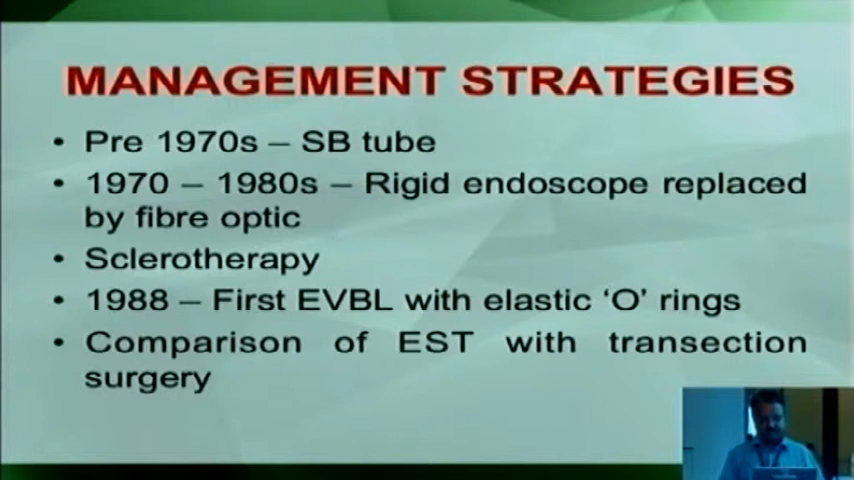 MANAGEMENT STRATEGIES
• Pre 1970s – SB tube
• 1970 – 1980s – Rigid endoscope replaced
by fibre optic
• Sclerotherapy
• 1988 – First EVBL with elastic ‘O’ rings
• Comparison of EST with transection
surgery